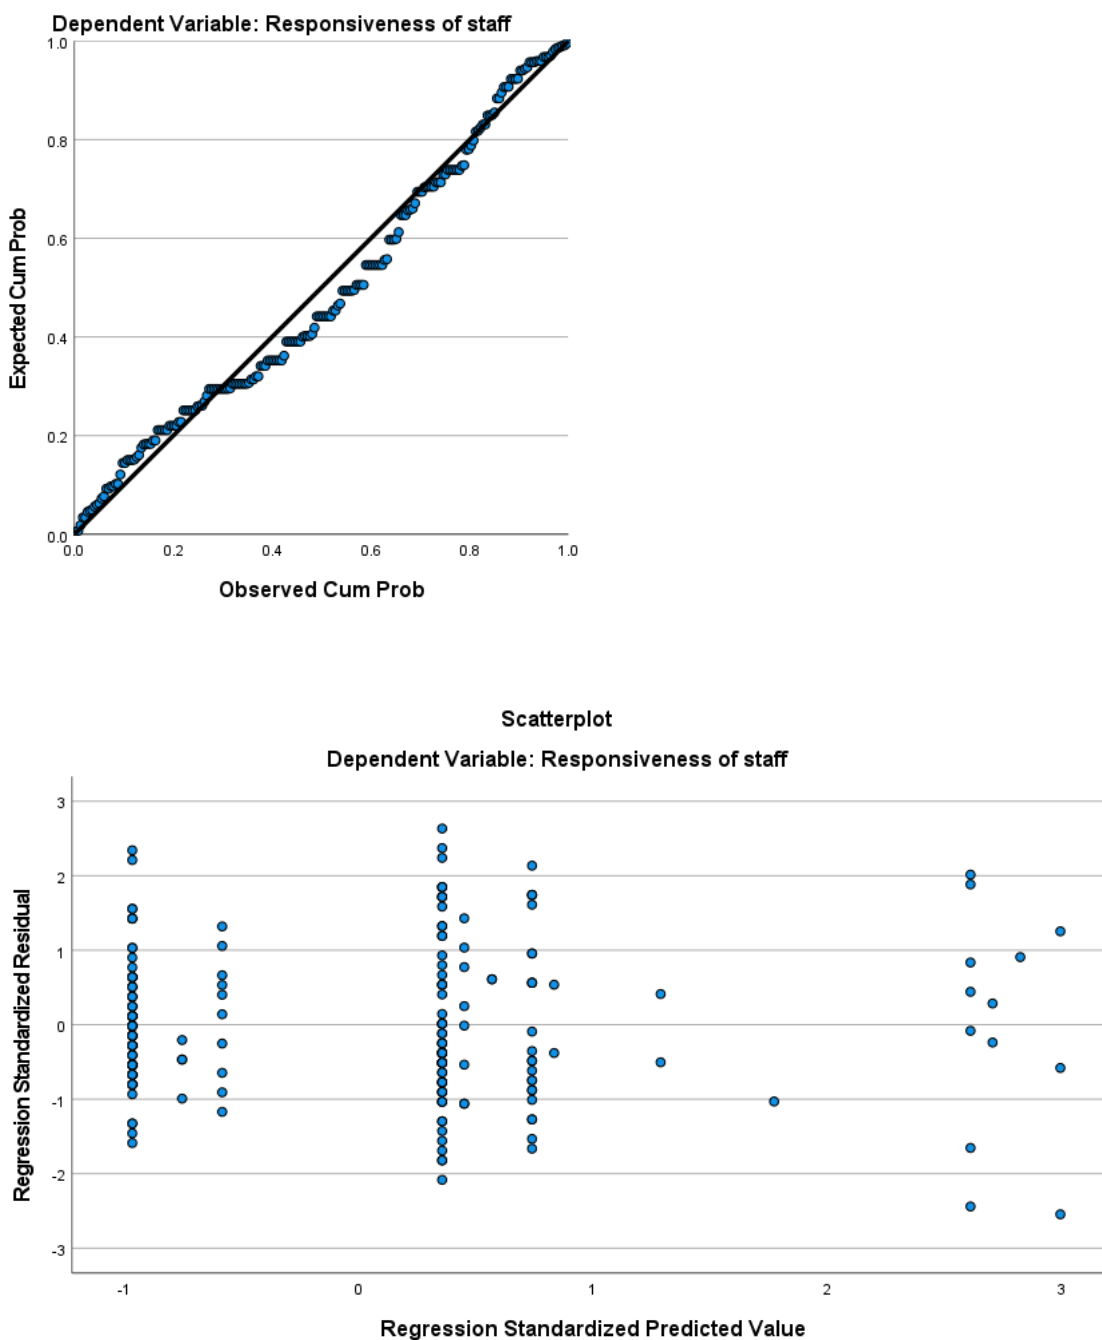 Dependent Variable: Responsiveness of staff
1.0
0.8
0.6
0.4
0.2
0.0
Expected Cum Prob
0.0 0.2 0.4 0.6 0.8 1.0
Observed Cum Prob
Scatterplot
Dependent Variable: Responsiveness of staff
3
2
1
0
-1
-2
-3
Regression Standardized Residual
-1 0 1 2 3
Regression Standardized Predicted Value